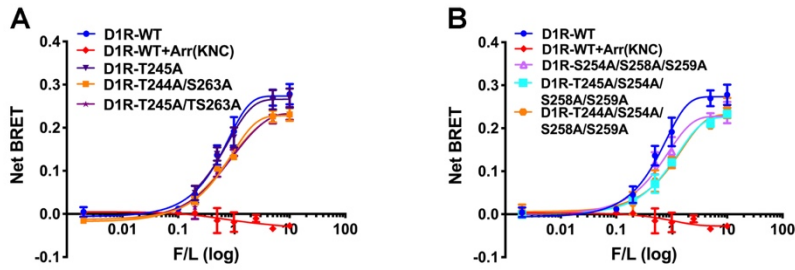 A
D1R-WT
D1R-WT+Arr(KNC)
D1R-T245A
D1R-T244A/S263A
D1R-T245A/TS263A
Net BRET
0.4
0.3
0.2
0.1
0.0
-0.1
0.01
0.1
1
10
100
F/L (log)
B
D1R-WT
D1R-WT+Arr(KNC)
D1R-S254A/S258A/S259A
D1R-T245A/S254A/
S258A/S259A
D1R-T244A/S254A/
S258A/S259A
Net BRET
0.4
0.3
0.2
0.1
0.0
-0.1
0.01
0.1
1
10
100
F/L (log)